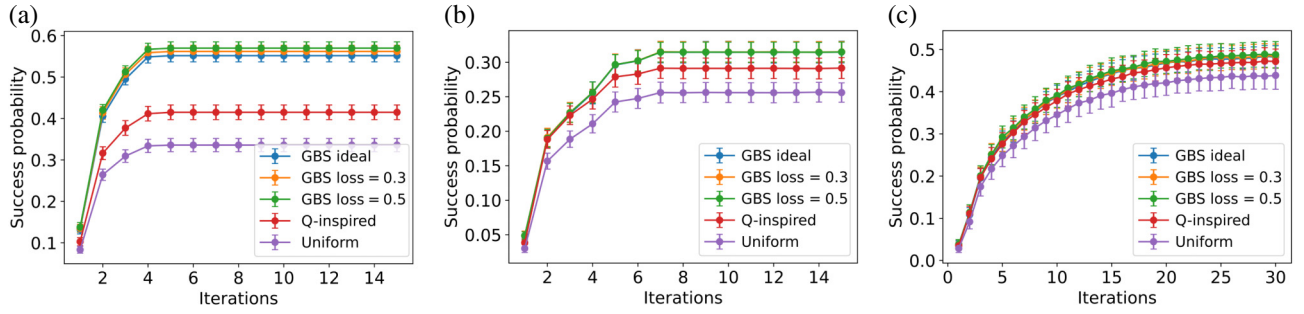 (a)
0.6
0.5
0.4
0.3
0.2
0.1
Success probability
2 4 6 8 10 12 14
Iterations
GBS ideal
GBS loss = 0.3
GBS loss = 0.5
Q-inspired
Uniform
(b)
0.30
0.25
0.20
0.15
0.10
0.05
Success probability
2 4 6 8 10 12 14
Iterations
GBS ideal
GBS loss = 0.3
GBS loss = 0.5
Q-inspired
Uniform
(c)
0.5
0.4
0.3
0.2
0.1
0.0
Success probability
0 5 10 15 20 25 30
Iterations
GBS ideal
GBS loss = 0.3
GBS loss = 0.5
Q-inspired
Uniform